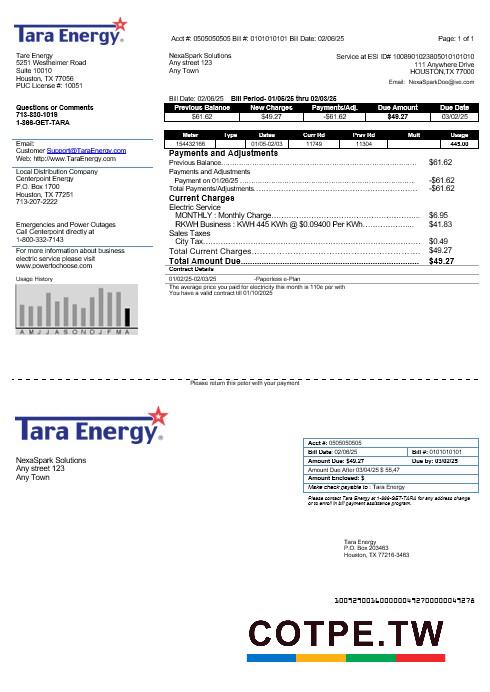 Tara Energy®
Acct #: 0505050505 Bill #: 0101010101 Bill Date: 02/06/25
Page: 1 of 1
Tare Energy
5251 Westheimer Road
Suite 10010
Houston, TX 77056
PUC License #: 10051
NexaSpark Solutions
Any street 123
Any Town
Service at ESI ID# 1008901023805010101010
111 Anywhere Drive
HOUSTON,TX 77000
Email: NexaSparkDoo@ive.com
Questions or Comments
713-830-1018
1-866-GET-TARA
Email:
Customer Support@TaraEnergy.com
Web: http://www.TaraEnergy.com
Local Distribution Company
Centerpoint Energy
P.O. Box 1700
Houston, TX 77251
713-207-2222
Emergencies and Power Outages
Call Centerpoint directly at
1-800-332-7143
For more information about business
electric service please visit
www.powertochoose.com
Usage History
A M J J A S O N D J F M A
Bill Date: 02/06/25 Bill Period- 01/06/25 thru 02/03/25
Previous Balance New Charges Payments/Adj. Due Amount Due Date
$61.62 $49.27 -$61.62 $49.27 03/02/25
Meter Type Dates Curr Rd Prev Rd Mult Usage
154432166 01/05-02/03 11749 11304 445.00
Payments and Adjustments
Previous Balance $61.62
Payments and Adjustments
Payment on 01/36/25 -$61.62
Total Payments/Adjustments -$61.62
Current Charges
Electric Service
MONTHLY : Monthly Charge $6.95
RKWH Business : KWH 445 KWh @ $0.09400 Per KWh $41.83
Sales Taxes
City Tax $0.49
Total Current Charges $49.27
Total Amount Due $49.27
Contract Details
01/02/25-02/03/25 -Paperless e-Plan
The average price you paid for electricity this month is 110¢ per with
You have a valid contract till 01/10/2025
Please return this peter with your payment
Tara Energy®
NexaSpark Solutions
Any street 123
Any Town
Acct #: 0505050505
Bill Date: 02/06/25 Bill #: 0101010101
Amount Due: $49.27 Due by: 03/02/25
Amount Due After 03/04/25 $ 55,47
Amount Enclosed: $
Make check payable to : Tara Energy
Please contact Tara Energy at 1-866-GET-TARA for any address change
or to enroll in bill payment assistance program.
Tara Energy
P.O. Box 203463
Houston, TX 77216-3463
COTPE.TW